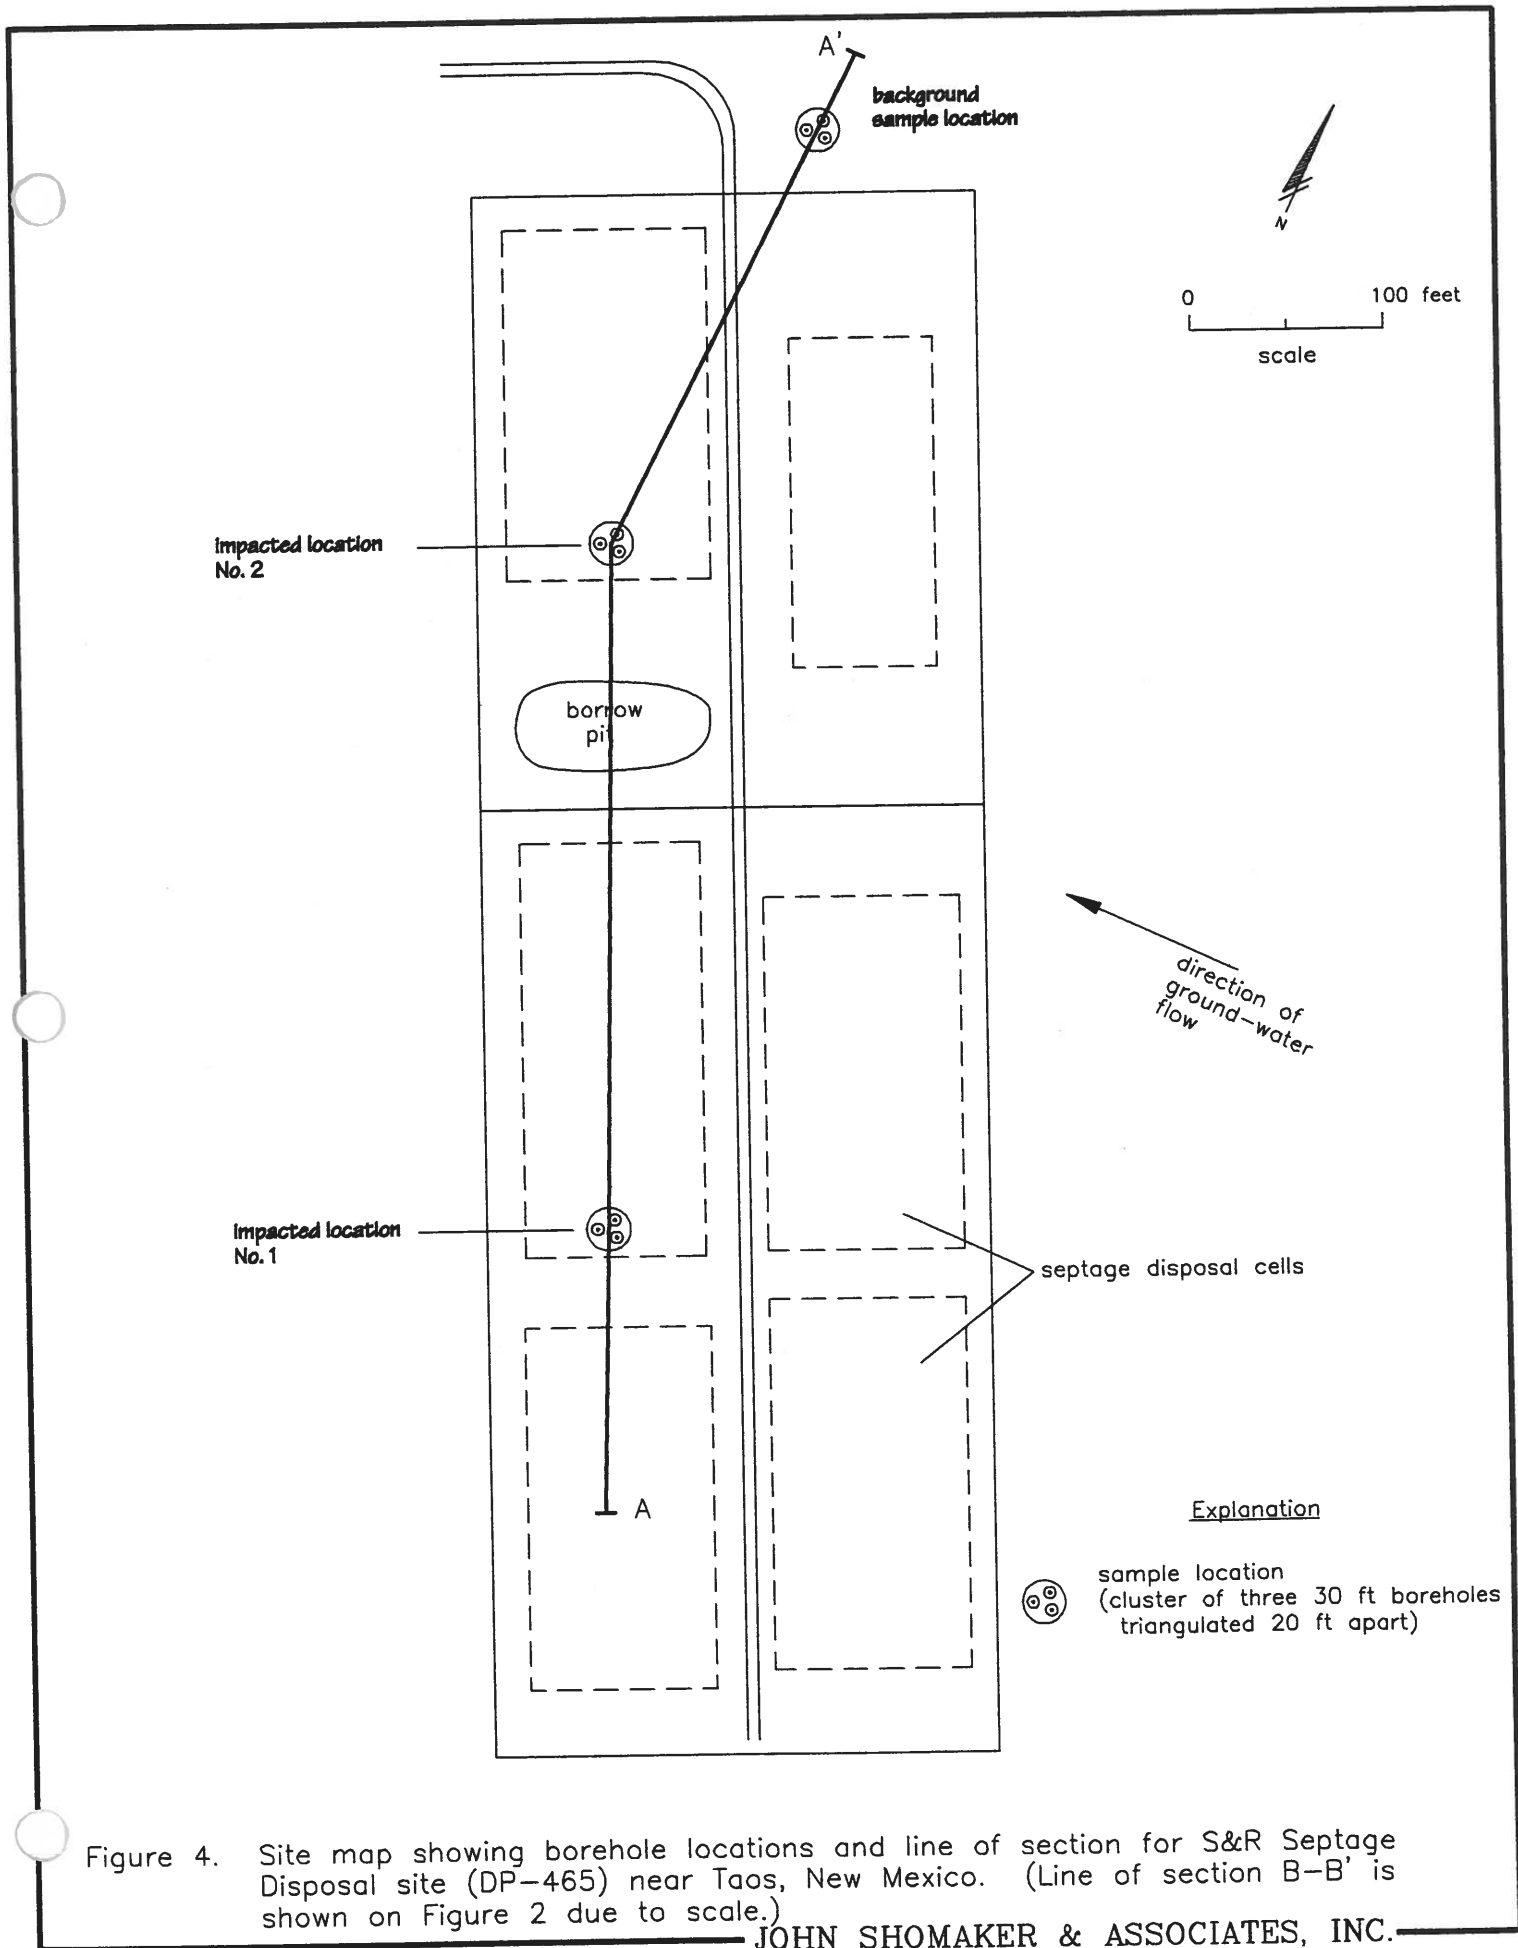 A'
background
sample location
N
0 100 feet
scale
impacted location
No. 2
borrow
pit
direction of
ground-water
flow
impacted location
No. 1
septage disposal cells
A
Explanation
sample location
(cluster of three 30 ft boreholes
triangulated 20 ft apart)
Figure 4. Site map showing borehole locations and line of section for S&R Septage
Disposal site (DP-465) near Taos, New Mexico. (Line of section B-B' is
shown on Figure 2 due to scale.)
JOHN SHOMAKER & ASSOCIATES, INC.